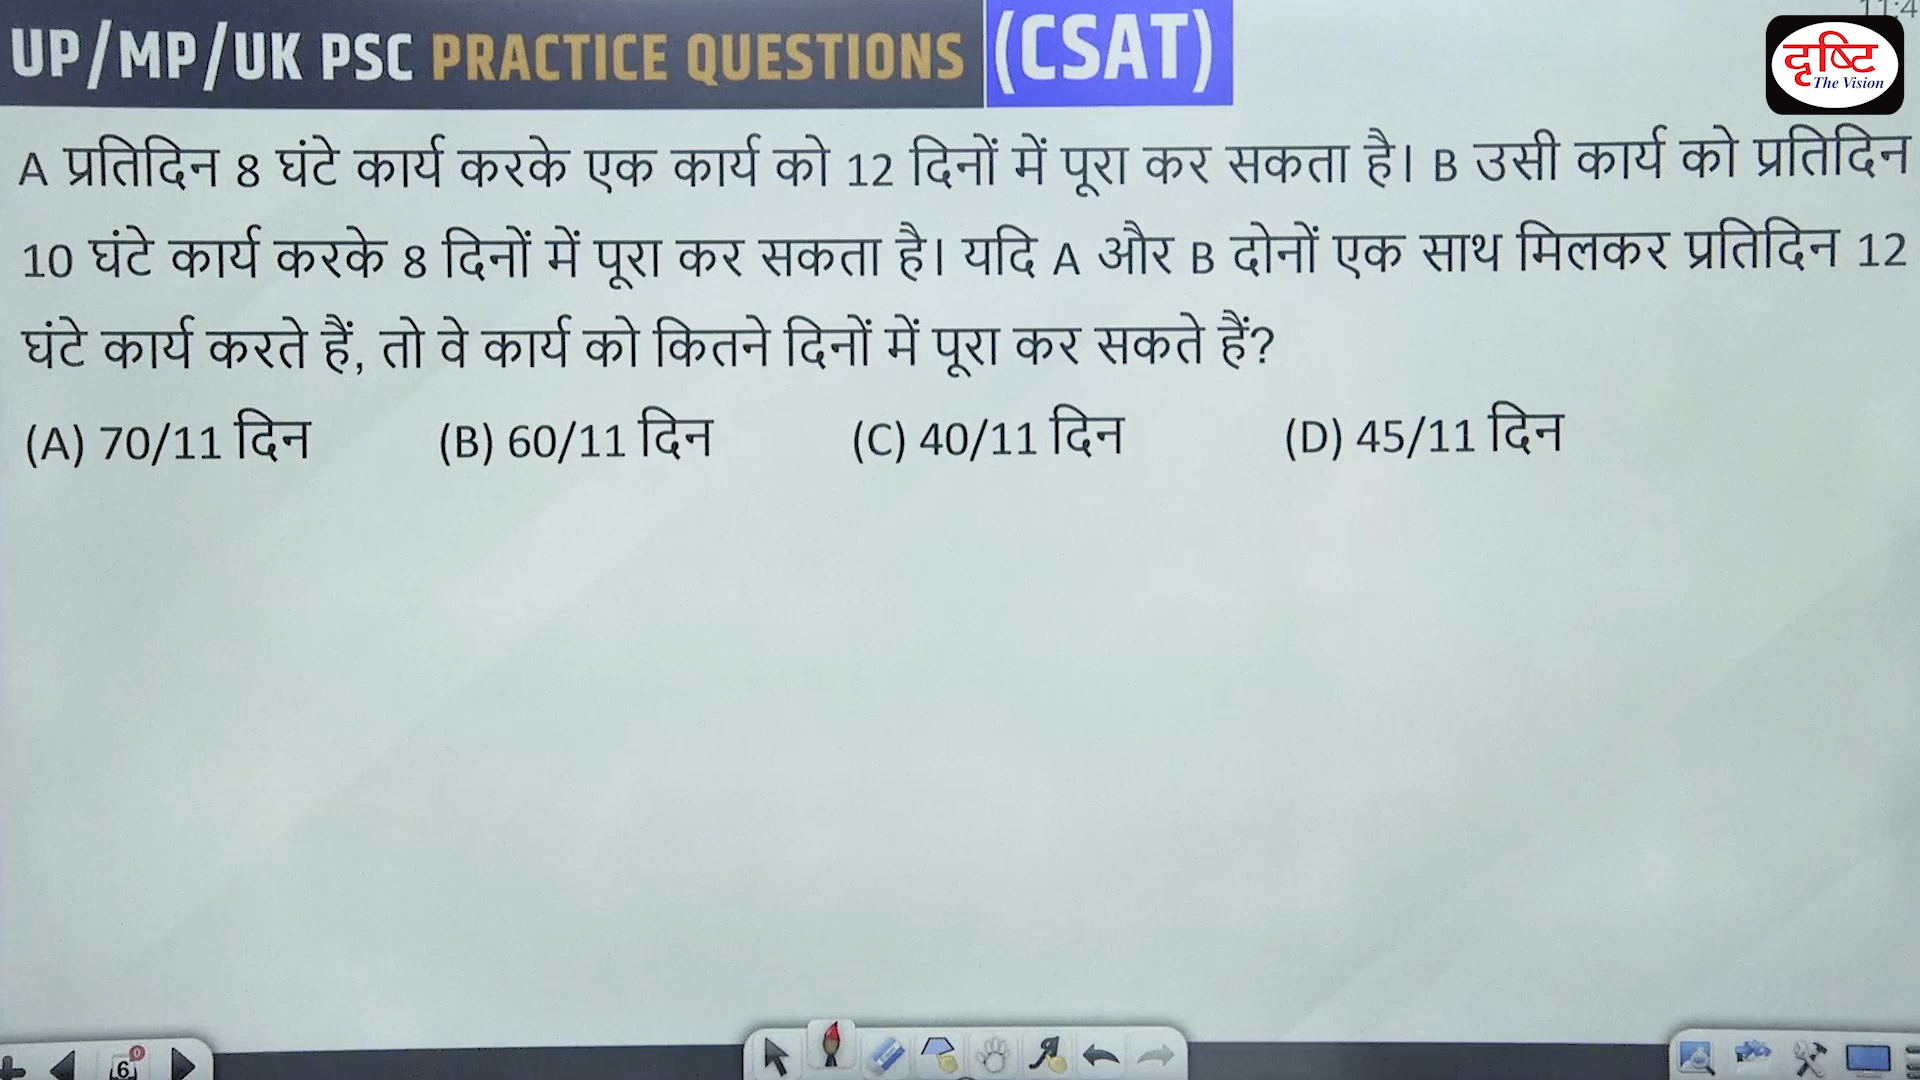 UP/MP/UK PSC PRACTICE QUESTIONS (CSAT)
दृष्टि
The Vision
A प्रतिदिन 8 घंटे कार्य करके एक कार्य को 12 दिनों में पूरा कर सकता है। B उसी कार्य को प्रतिदिन
10 घंटे कार्य करके 8 दिनों में पूरा कर सकता है। यदि A और B दोनों एक साथ मिलकर प्रतिदिन 12
घंटे कार्य करते हैं, तो वे कार्य को कितने दिनों में पूरा कर सकते हैं?
(A) 70/11 दिन (B) 60/11 दिन (C) 40/11 दिन (D) 45/11 दिन
6
0